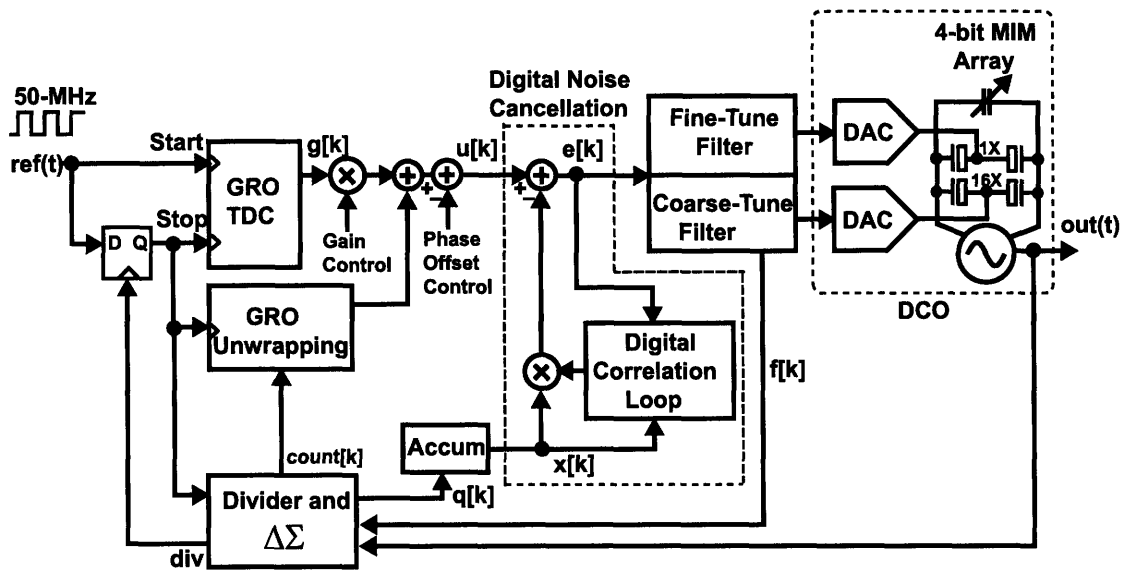 4-bit MIM
Array
Digital Noise
Cancellation
50-MHz
ref(t)
Start
Stop
GRO
TDC
g[k]
×
+
+
−
+
u[k]
+
−
+
e[k]
Fine-Tune
Filter
Coarse-Tune
Filter
DAC
DAC
1X
16X
out(t)
DCO
D Q
Gain
Control
Phase
Offset
Control
GRO
Unwrapping
×
Digital
Correlation
Loop
f[k]
count[k]
Accum
x[k]
q[k]
Divider and
ΔΣ
div